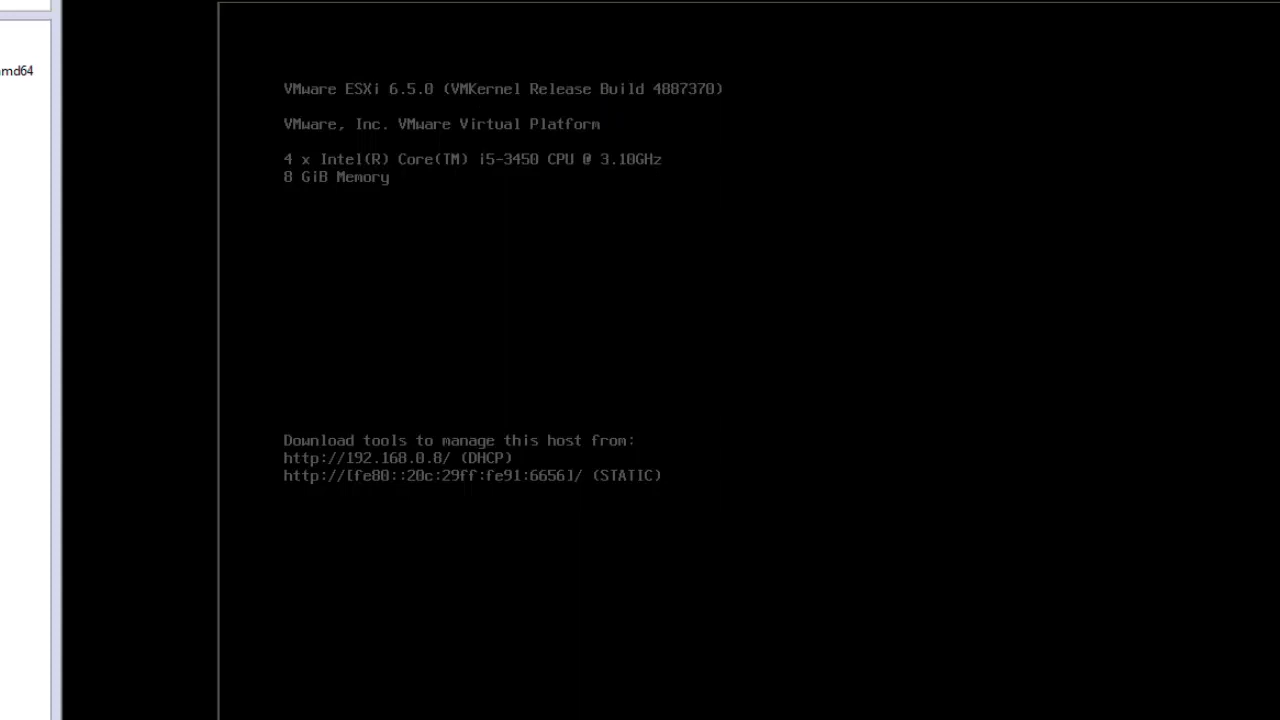 md64
VMware ESXi 6.5.0 (VMKernel Release Build 4887370)
VMware, Inc. VMware Virtual Platform
4 x Intel(R) Core(TM) i5-3450 CPU @ 3.10GHz
8 GiB Memory
Download tools to manage this host from:
http://192.168.0.8/ (DHCP)
http://[fe80::20c:29ff:fe91:6656]/ (STATIC)